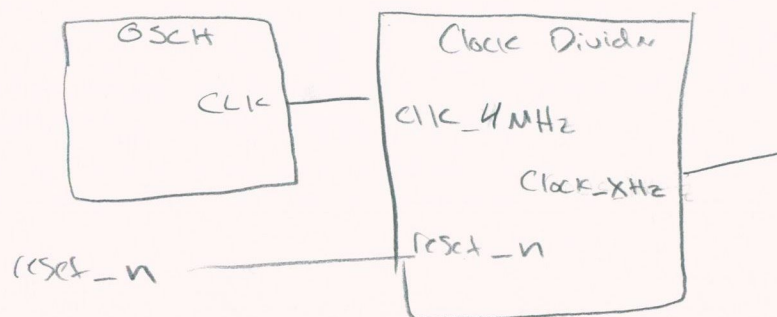 OSCH
CLK
Clock Divider
Clk_4MHz
Clock_XHz
reset_n
reset_n